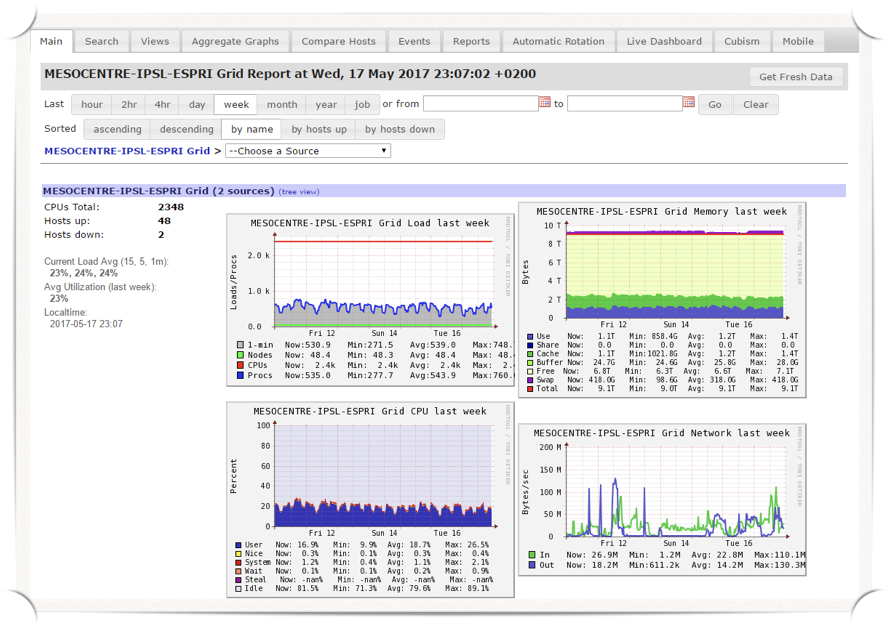 Main Search Views Aggregate Graphs Compare Hosts Events Reports Automatic Rotation Live Dashboard Cubism Mobile
MESOCENTRE-IPSL-ESPRI Grid Report at Wed, 17 May 2017 23:07:02 +0200 Get Fresh Data
Last hour 2hr 4hr day week month year job or from to Go Clear
Sorted ascending descending by name by hosts up by hosts down
MESOCENTRE-IPSL-ESPRI Grid > --Choose a Source
MESOCENTRE-IPSL-ESPRI Grid (2 sources) (tree view)
CPUs Total: 2348
Hosts up: 48
Hosts down: 2
Current Load Avg (15, 5, 1m):
23%, 24%, 24%
Avg Utilization (last week):
23%
Localtime:
2017-05-17 23:07
MESOCENTRE-IPSL-ESPRI Grid Load last week
RRDTOOL / TOBI OETIKER
Loads/Procs
2.0 k
1.0 k
0.0
Fri 12 Sun 14 Tue 16
1-min Now:530.9 Min:271.5 Avg:539.0 Max:748.
Nodes Now: 48.4 Min: 48.3 Avg: 48.4 Max: 48.
CPUs Now: 2.4k Min: 2.4k Avg: 2.4k Max: 2.
Procs Now:535.0 Min:277.7 Avg:543.9 Max:760.
MESOCENTRE-IPSL-ESPRI Grid Memory last week
RRDTOOL / TOBI OETIKER
Bytes
10 T
8 T
6 T
4 T
2 T
0
Fri 12 Sun 14 Tue 16
Use Now: 1.1T Min: 858.4G Avg: 1.2T Max: 1.4T
Share Now: 0.0 Min: 0.0 Avg: 0.0 Max: 0.0
Cache Now: 1.1T Min:1021.8G Avg: 1.2T Max: 1.4T
Buffer Now: 24.7G Min: 24.6G Avg: 25.8G Max: 28.0G
Free Now: 6.8T Min: 6.3T Avg: 6.6T Max: 7.1T
Swap Now: 418.0G Min: 98.6G Avg: 318.0G Max: 418.0G
Total Now: 9.1T Min: 9.0T Avg: 9.1T Max: 9.1T
MESOCENTRE-IPSL-ESPRI Grid CPU last week
RRDTOOL / TOBI OETIKER
Percent
100
80
60
40
20
0
Fri 12 Sun 14 Tue 16
User Now: 16.9% Min: 9.9% Avg: 18.7% Max: 26.5%
Nice Now: 0.3% Min: 0.1% Avg: 0.3% Max: 0.4%
System Now: 1.2% Min: 0.4% Avg: 1.1% Max: 2.1%
Wait Now: 0.1% Min: 0.1% Avg: 0.2% Max: 0.9%
Steal Now: -nan% Min: -nan% Avg: -nan% Max: -nan%
Idle Now: 81.5% Min: 71.3% Avg: 79.6% Max: 89.1%
MESOCENTRE-IPSL-ESPRI Grid Network last week
RRDTOOL / TOBI OETIKER
Bytes/sec
200 M
150 M
100 M
50 M
0
Fri 12 Sun 14 Tue 16
In Now: 26.9M Min: 1.2M Avg: 22.8M Max:110.1M
Out Now: 18.2M Min:611.2k Avg: 14.2M Max:130.3M